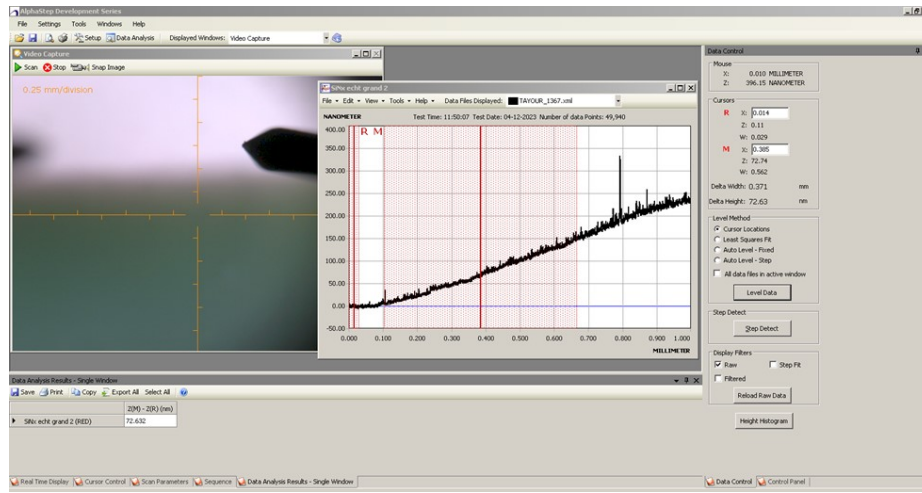 AlphaStep Development Series
File Settings Tools Windows Help
Setup Data Analysis Displayed Windows: Video Capture
Video Capture
Scan Stop Snap Image
0.25 mm/division
SiNx echt grand 2
File Edit View Tools Help Data Files Displayed: TAYOUR_1367.xml
NANOMETER Test Time: 11:50:07 Test Date: 04-12-2023 Number of data Points: 49,940
400.00
R M
350.00
300.00
250.00
200.00
150.00
100.00
50.00
0.00
-50.00
0.000 0.100 0.200 0.300 0.400 0.500 0.600 0.700 0.800 0.900 1.000
MILLIMETER
Data Control
Mouse
X: 0.010 MILLIMETER
Z: 396.15 NANOMETER
Cursors
R X: 0.014
Z: 0.11
W: 0.029
M X: 0.385
Z: 72.74
W: 0.562
Delta Width: 0.371 mm
Delta Height: 72.63 nm
Level Method
Cursor Locations
Least Squares Fit
Auto Level - Fixed
Auto Level - Step
All data files in active window
Level Data
Step Detect
Step Detect
Display Filters
Raw Step Fit
Filtered
Reload Raw Data
Height Histogram
Data Analysis Results - Single Window
Save Print Copy Export All Select All
Z(M) - Z(R) (nm)
SiNx echt grand 2 (RED) 72.632
Real Time Display Cursor Control Scan Parameters Sequence Data Analysis Results - Single Window
Data Control Control Panel